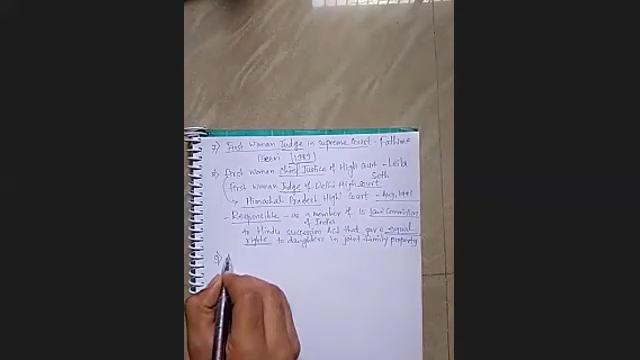 7) First Woman Judge in supreme Court - Fathima
Beevi (1989)
8) First Woman Chief Justice of High Court - Leila
Seth
First Woman Judge of Delhi High Court
→ Himachal Pradesh High Court - Aug, 1991
- Responsible - as a member of 15 Law Commission
of India
to Hindu succession Act that gave equal
rights to daughters in joint family property
9)